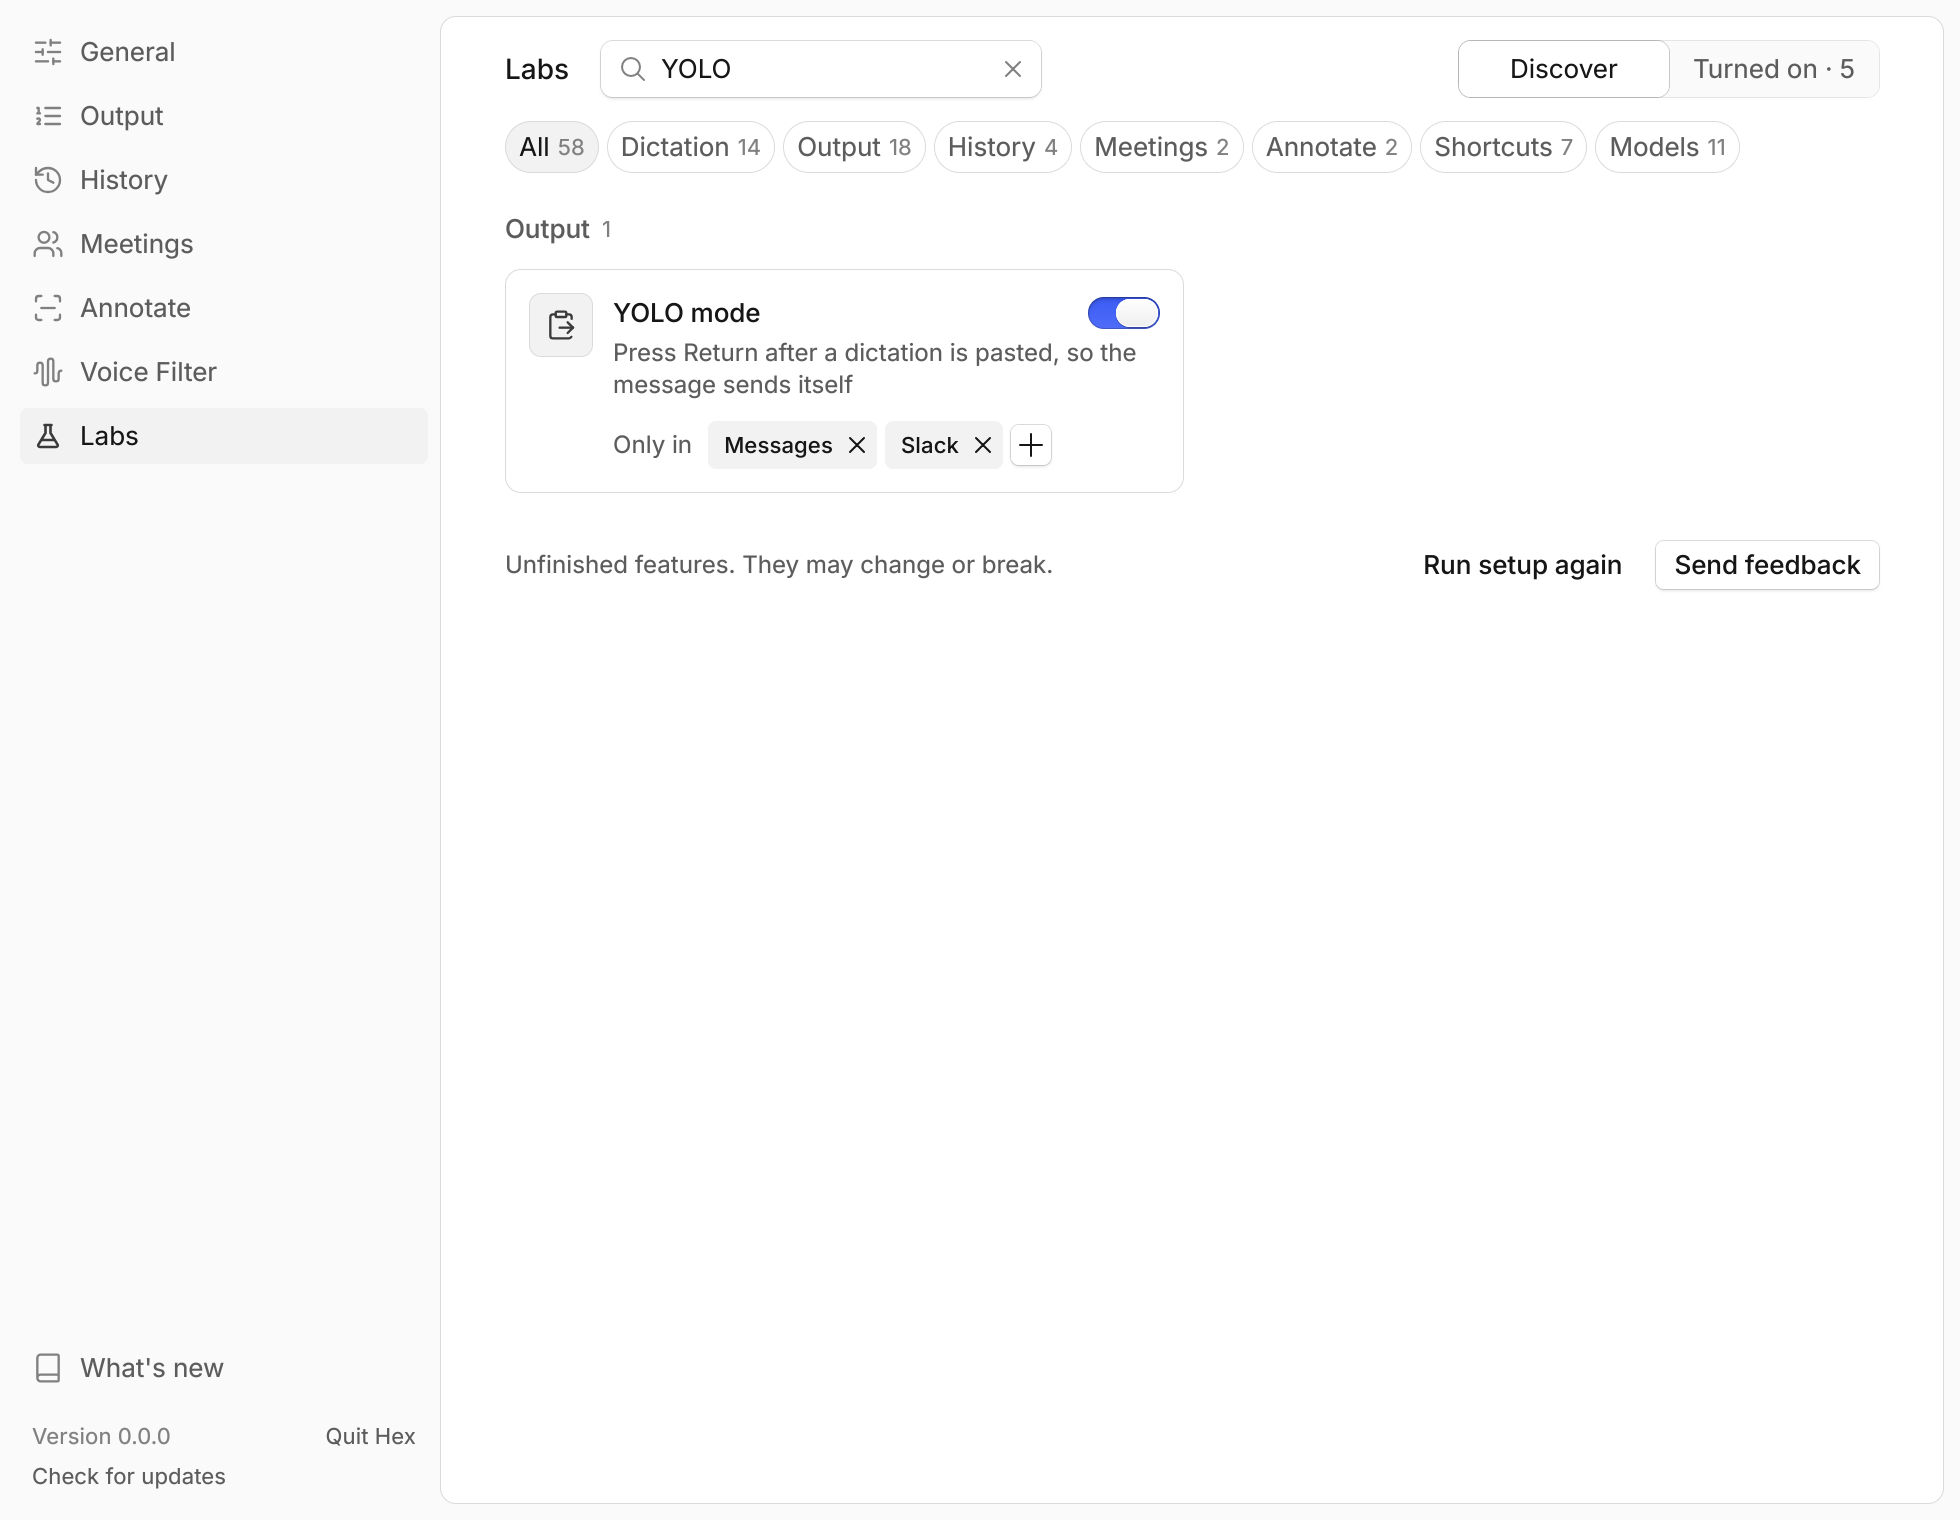 General
Output
History
Meetings
Annotate
Voice Filter
Labs
What's new
Version 0.0.0
Quit Hex
Check for updates
Labs
YOLO
Discover
Turned on · 5
All 58
Dictation 14
Output 18
History 4
Meetings 2
Annotate 2
Shortcuts 7
Models 11
Output 1
YOLO mode
Press Return after a dictation is pasted, so the
message sends itself
Only in
Messages
Slack
Unfinished features. They may change or break.
Run setup again
Send feedback